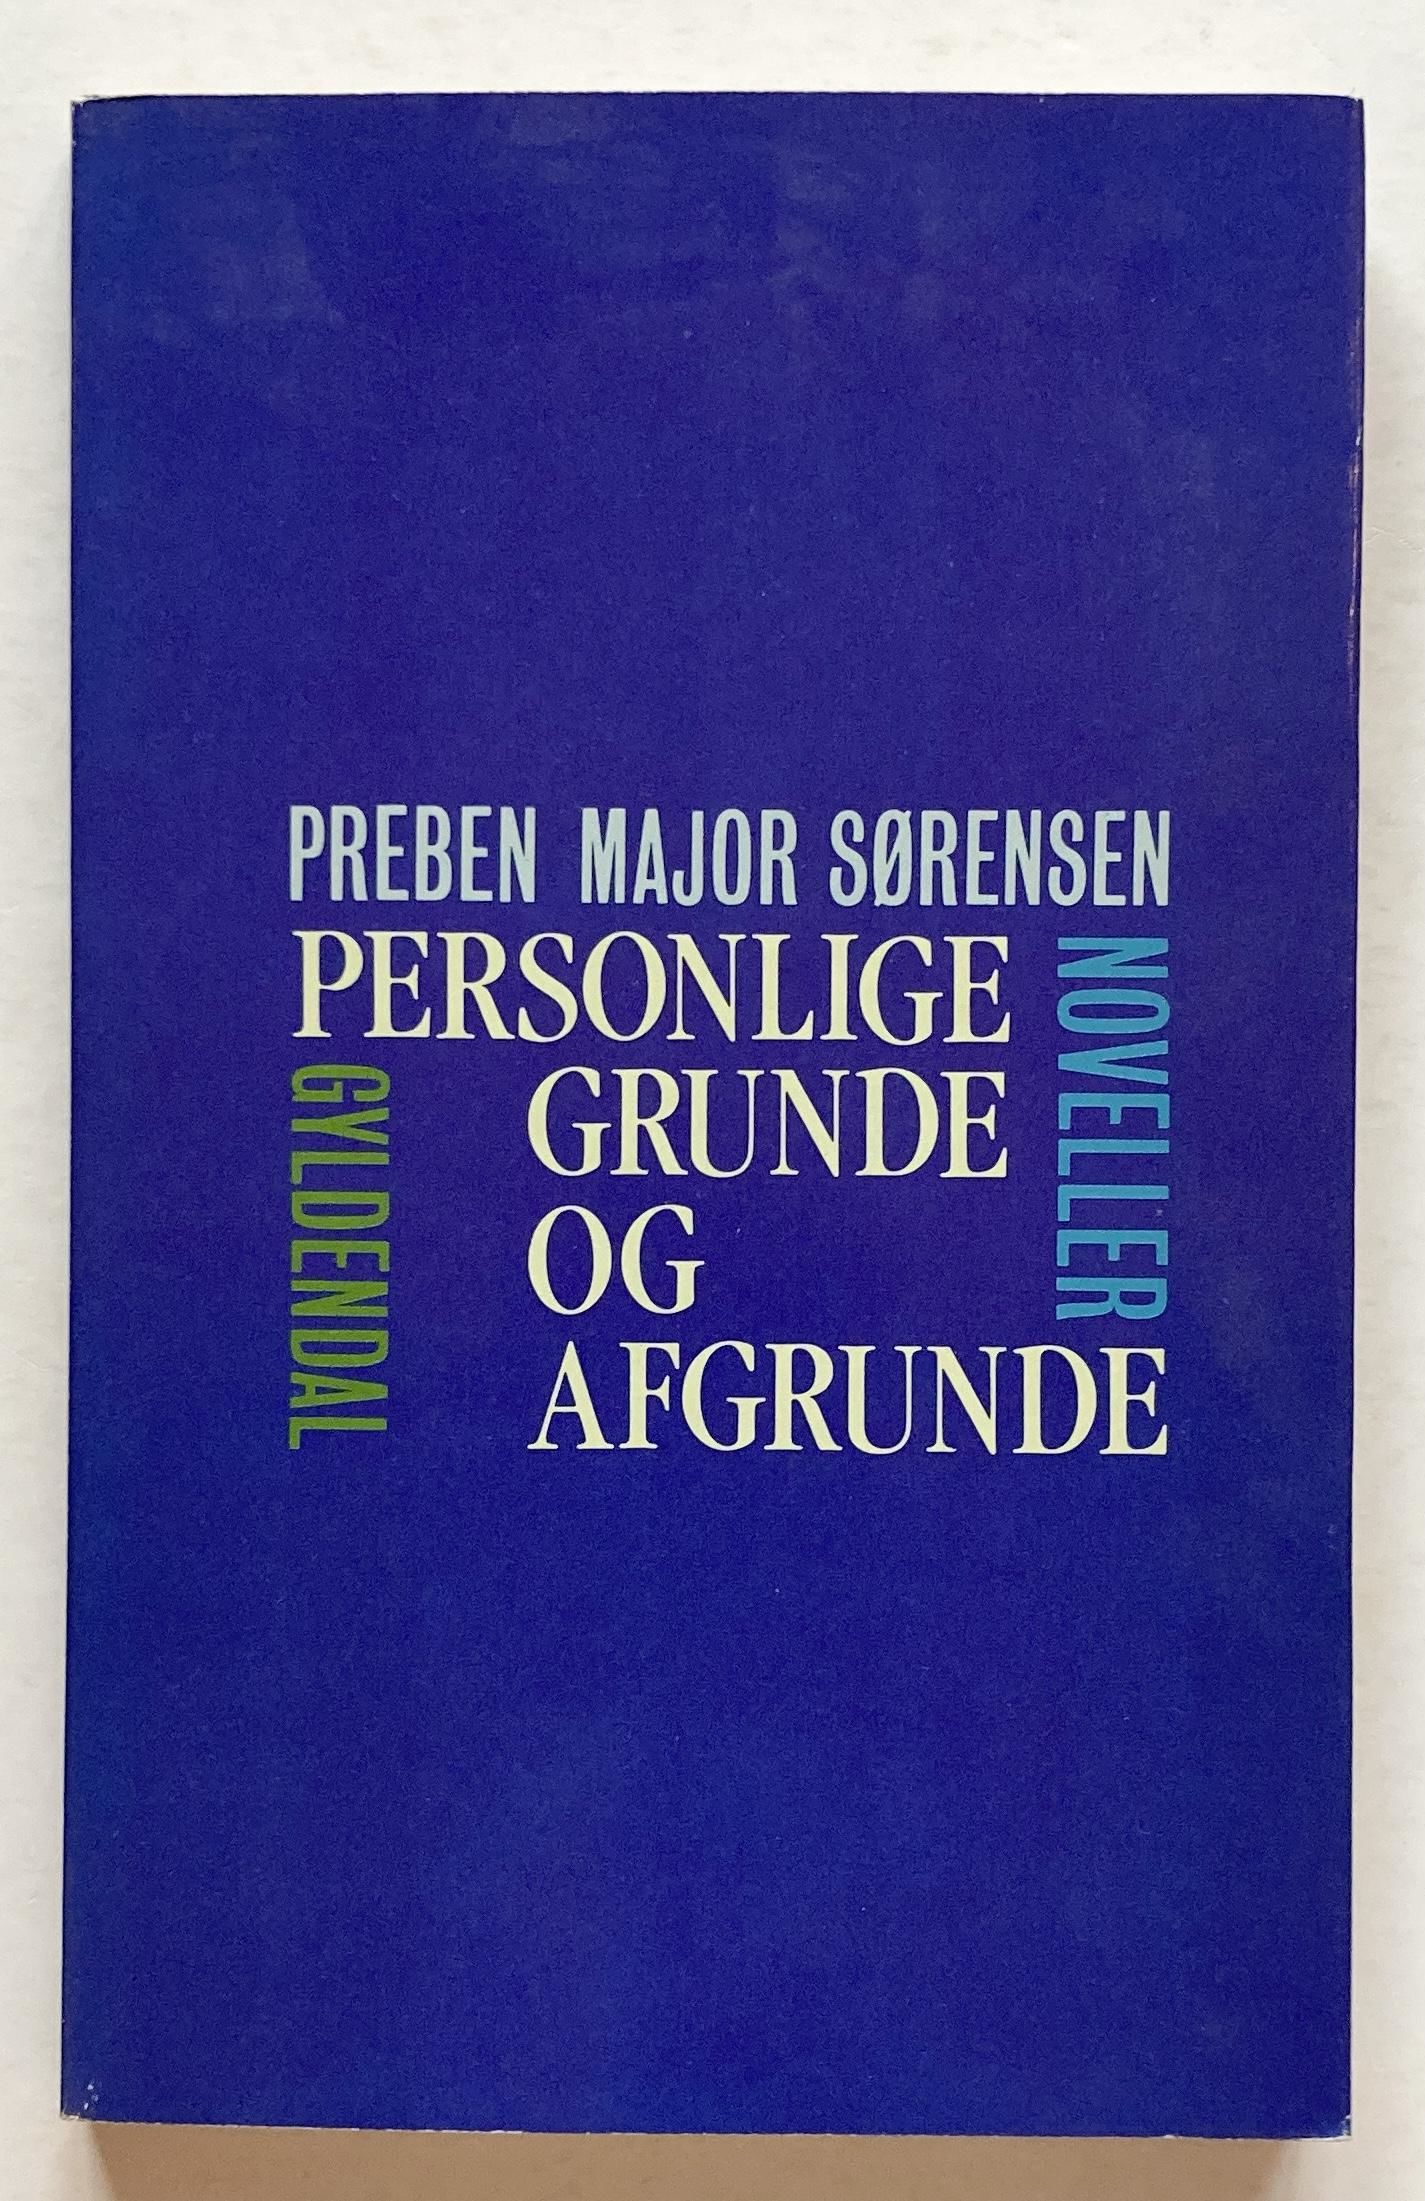 PREBEN MAJOR SØRENSEN
PERSONLIGE
GRUNDE
OG
AFGRUNDE
NOVELLER
GYLDENDAL